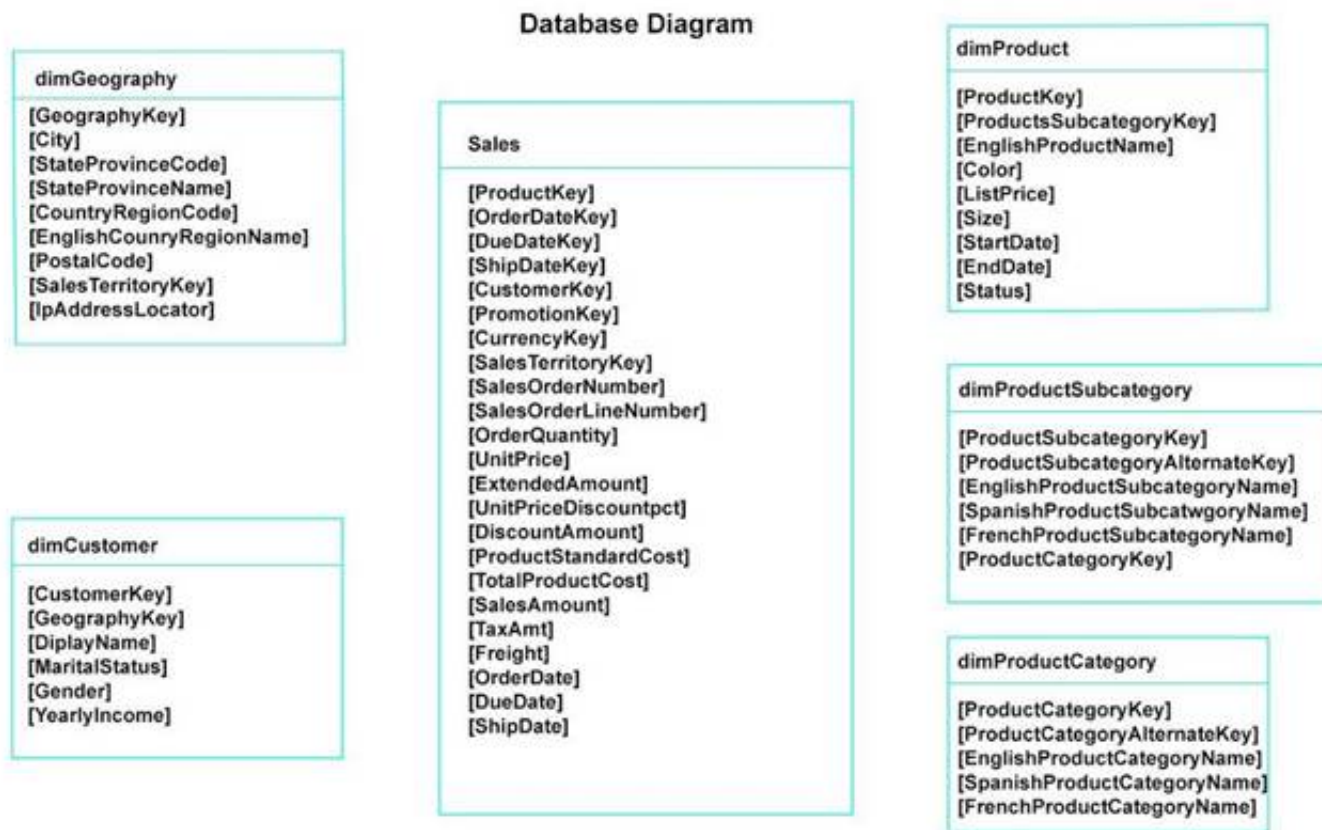 Database Diagram
dimGeography
[GeographyKey]
[City]
[StateProvinceCode]
[StateProvinceName]
[CountryRegionCode]
[EnglishCounryRegionName]
[PostalCode]
[SalesTerritoryKey]
[IpAddressLocator]
dimCustomer
[CustomerKey]
[GeographyKey]
[DiplayName]
[MaritalStatus]
[Gender]
[YearlyIncome]
Sales
[ProductKey]
[OrderDateKey]
[DueDateKey]
[ShipDateKey]
[CustomerKey]
[PromotionKey]
[CurrencyKey]
[SalesTerritoryKey]
[SalesOrderNumber]
[SalesOrderLineNumber]
[OrderQuantity]
[UnitPrice]
[ExtendedAmount]
[UnitPriceDiscountpct]
[DiscountAmount]
[ProductStandardCost]
[TotalProductCost]
[SalesAmount]
[TaxAmt]
[Freight]
[OrderDate]
[DueDate]
[ShipDate]
dimProduct
[ProductKey]
[ProductsSubcategoryKey]
[EnglishProductName]
[Color]
[ListPrice]
[Size]
[StartDate]
[EndDate]
[Status]
dimProductSubcategory
[ProductSubcategoryKey]
[ProductSubcategoryAlternateKey]
[EnglishProductSubcategoryName]
[SpanishProductSubcatwgoryName]
[FrenchProductSubcategoryName]
[ProductCategoryKey]
dimProductCategory
[ProductCategoryKey]
[ProductCategoryAlternateKey]
[EnglishProductCategoryName]
[SpanishProductCategoryName]
[FrenchProductCategoryName]